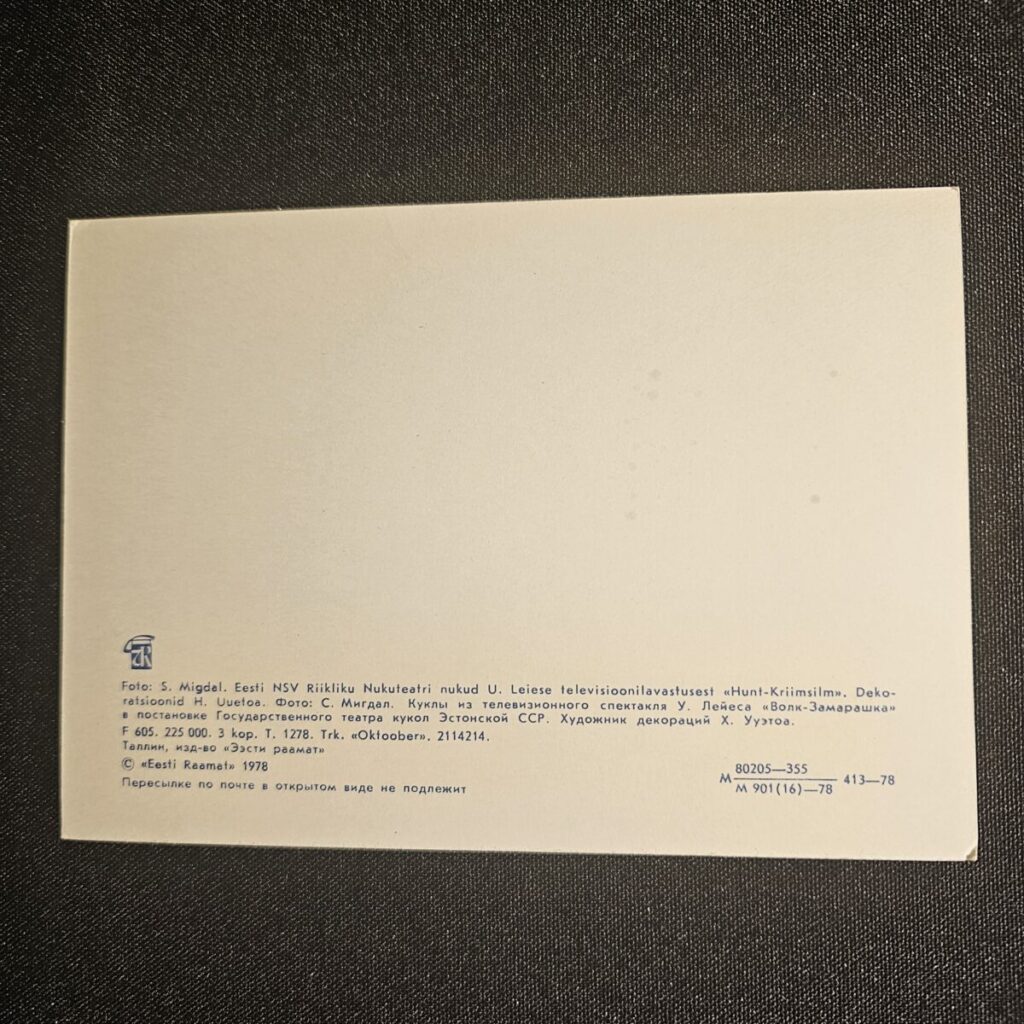 ER
Foto: S. Migdal. Eesti NSV Riikliku Nukuteatri nukud U. Leiese televisioonilavastusest «Hunt-Kriimsilm». Deko-
ratsioonid H. Uuetoa. Фото: С. Мигдал. Куклы из телевизионного спектакля У. Лейеса «Волк-Замарашка»
в постановке Государственного театра кукол Эстонской ССР. Художник декораций Х. Ууэтоа.
F 605. 225 000. 3 kop. T. 1278. Trk. «Oktoober». 2114214.
Таллин, изд-во «Ээсти раамат»
© «Eesti Raamat» 1978
Пересылке по почте в открытом виде не подлежит
80205—355
М 413—78
М 901(16)—78